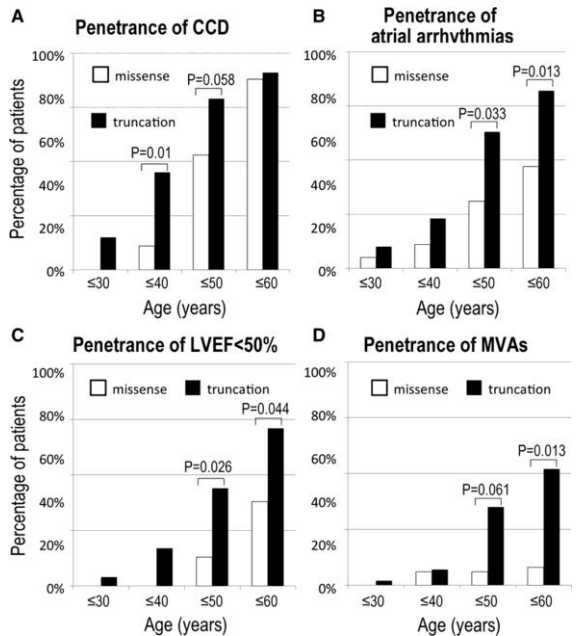 A
Penetrance of CCD
100%
80%
60%
40%
20%
0%
Percentage of patients
missense
truncation
P=0.01
P=0.058
≤30 ≤40 ≤50 ≤60
Age (years)
B
Penetrance of
atrial arrhythmias
100%
80%
60%
40%
20%
0%
missense
truncation
P=0.033
P=0.013
≤30 ≤40 ≤50 ≤60
Age (years)
C
Penetrance of LVEF<50%
100%
80%
60%
40%
20%
0%
Percentage of patients
missense truncation
P=0.026
P=0.044
≤30 ≤40 ≤50 ≤60
Age (years)
D
Penetrance of MVAs
100%
80%
60%
40%
20%
0%
missense truncation
P=0.061
P=0.013
≤30 ≤40 ≤50 ≤60
Age (years)